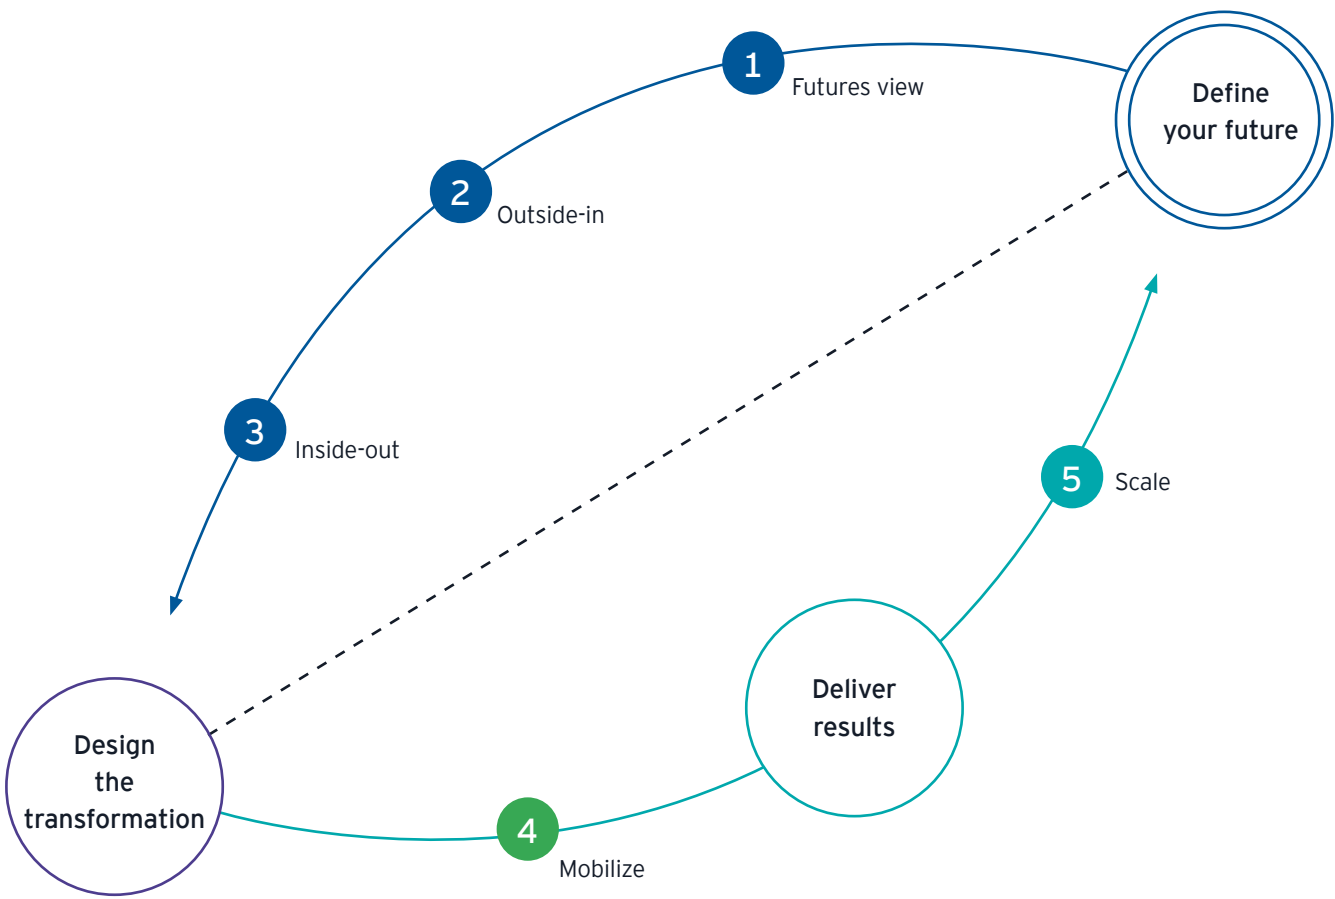 Define
your future
1
Futures view
2
Outside-in
3
Inside-out
Design
the
transformation
4
Mobilize
Deliver
results
5
Scale